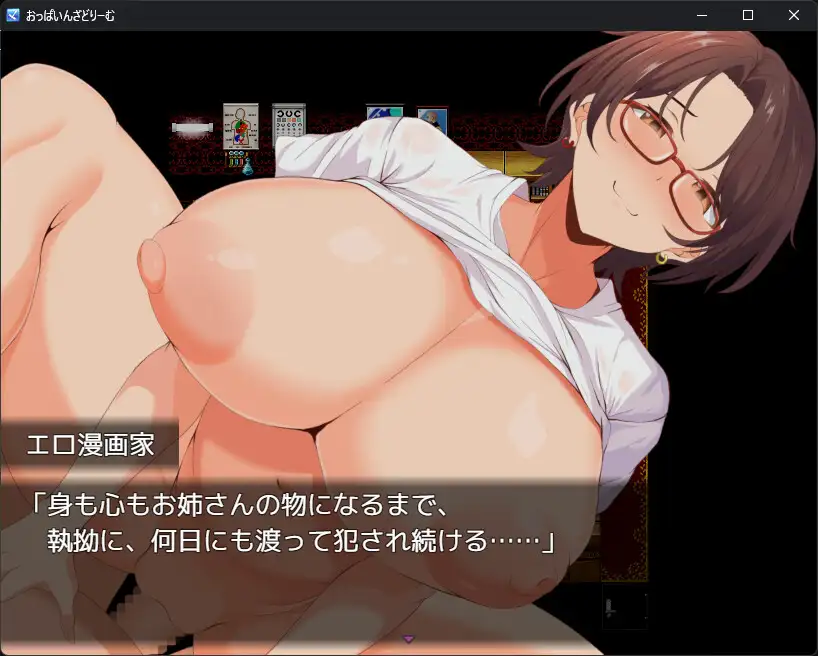 おっぱいんざどりーむ
エロ漫画家
「身も心もお姉さんの物になるまで、
執拗に、何日にも渡って犯され続ける……」